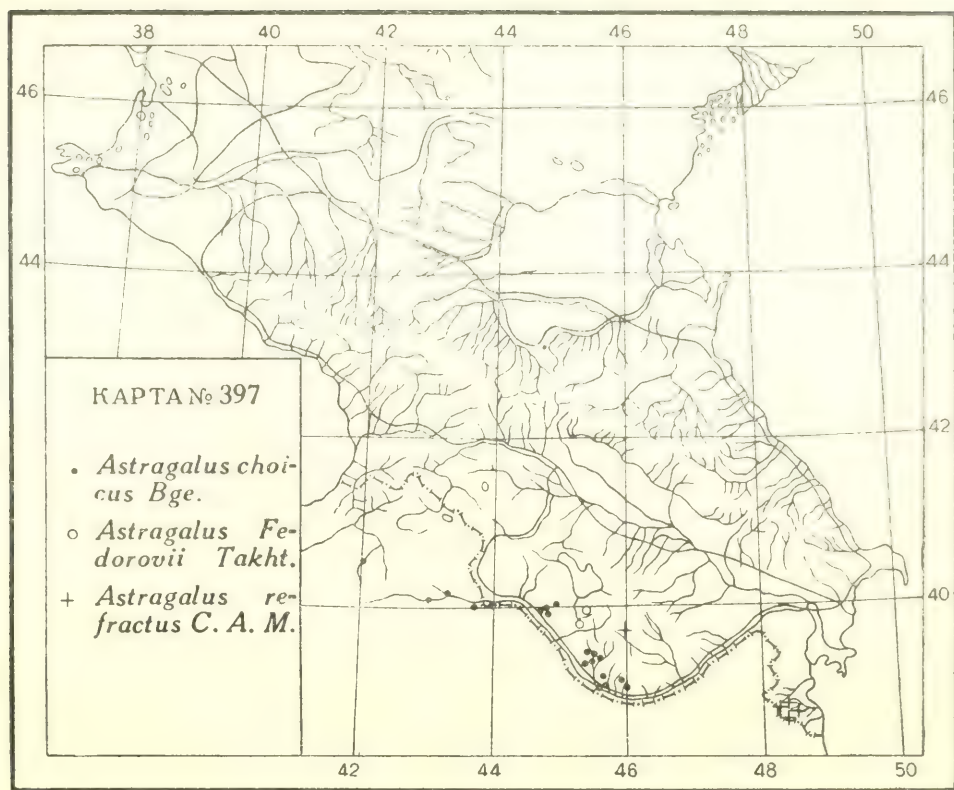 38 40 42 44 46 48 50
46 46
44 44
КАРТА № 397
42
• Astragalus choi-
cus Bge.
○ Astragalus Fe-
dorovii Takht.
40
+ Astragalus re-
fractus C. A. M.
42 44 46 48 50